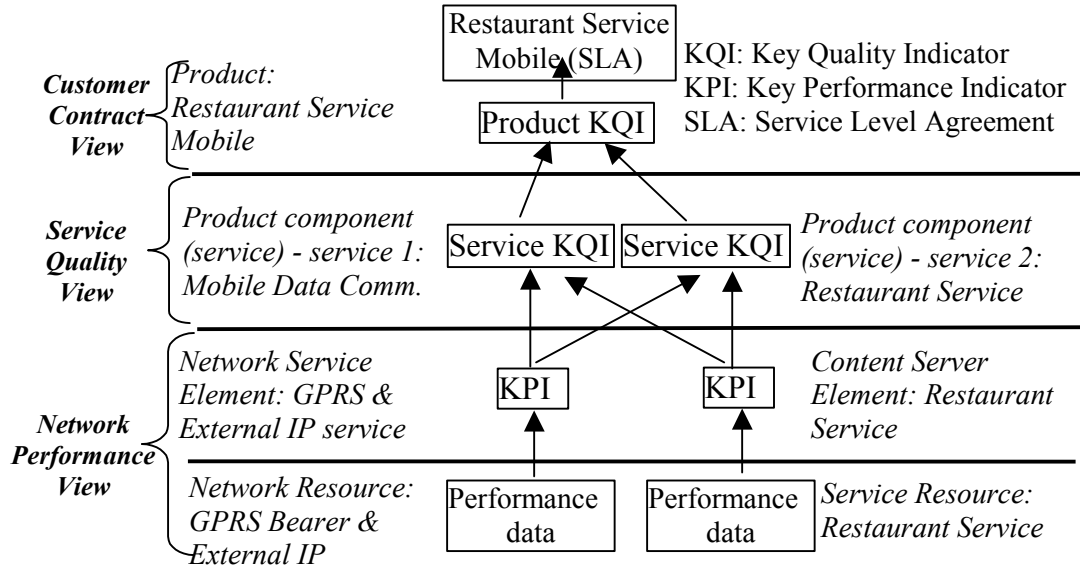 Restaurant Service
Mobile (SLA)
KQI: Key Quality Indicator
KPI: Key Performance Indicator
SLA: Service Level Agreement
Customer
Contract
View
Product:
Restaurant Service
Mobile
Product KQI
Service
Quality
View
Product component
(service) - service 1:
Mobile Data Comm.
Service KQI
Service KQI
Product component
(service) - service 2:
Restaurant Service
Network
Performance
View
Network Service
Element: GPRS &
External IP service
KPI
KPI
Content Server
Element: Restaurant
Service
Network Resource:
GPRS Bearer &
External IP
Performance
data
Performance
data
Service Resource:
Restaurant Service